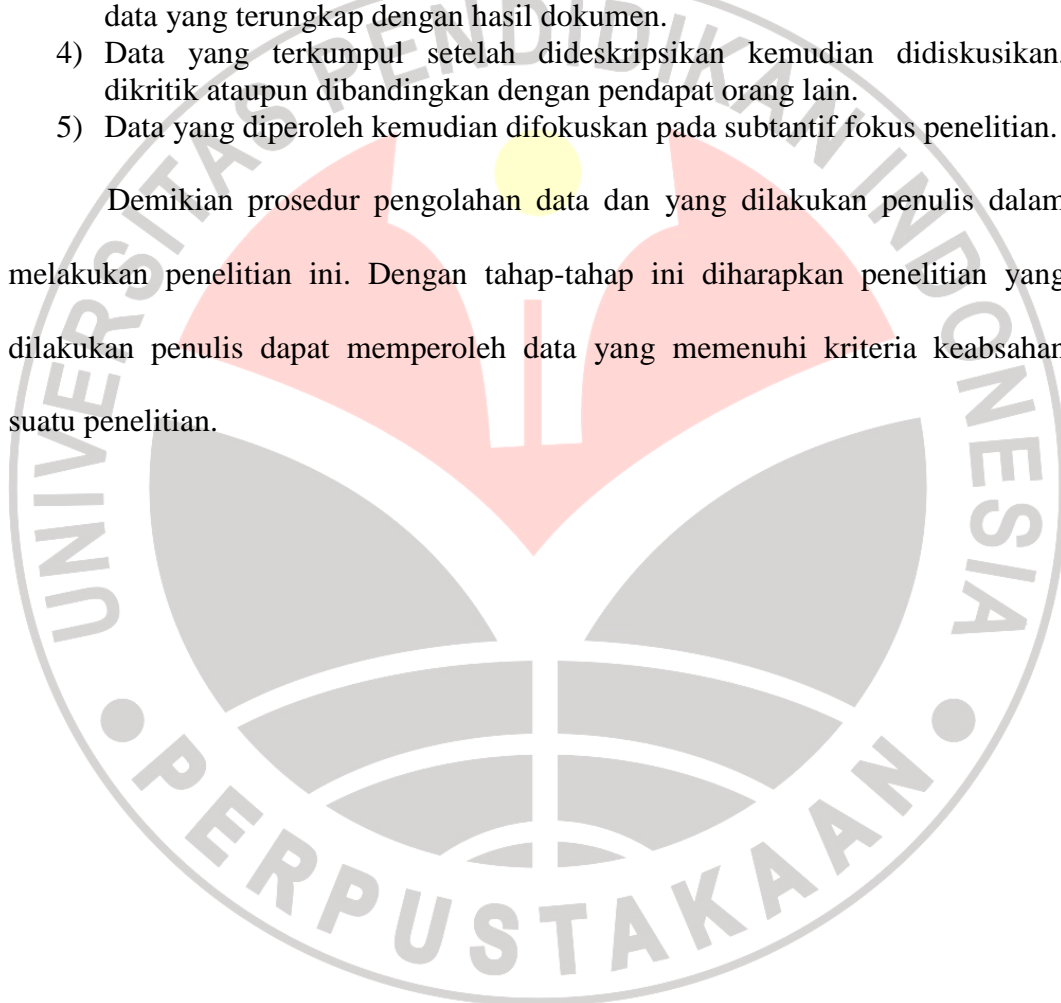 data yang terungkap dengan hasil dokumen.
4) Data yang terkumpul setelah dideskripsikan kemudian didiskusikan,
dikritik ataupun dibandingkan dengan pendapat orang lain.
5) Data yang diperoleh kemudian difokuskan pada subtantif fokus penelitian.
Demikian prosedur pengolahan data dan yang dilakukan penulis dalam
melakukan penelitian ini. Dengan tahap-tahap ini diharapkan penelitian yang
dilakukan penulis dapat memperoleh data yang memenuhi kriteria keabsahan
suatu penelitian.
UNIVERSITAS PENDIDIKAN INDONESIA
PERPUSTAKAAN